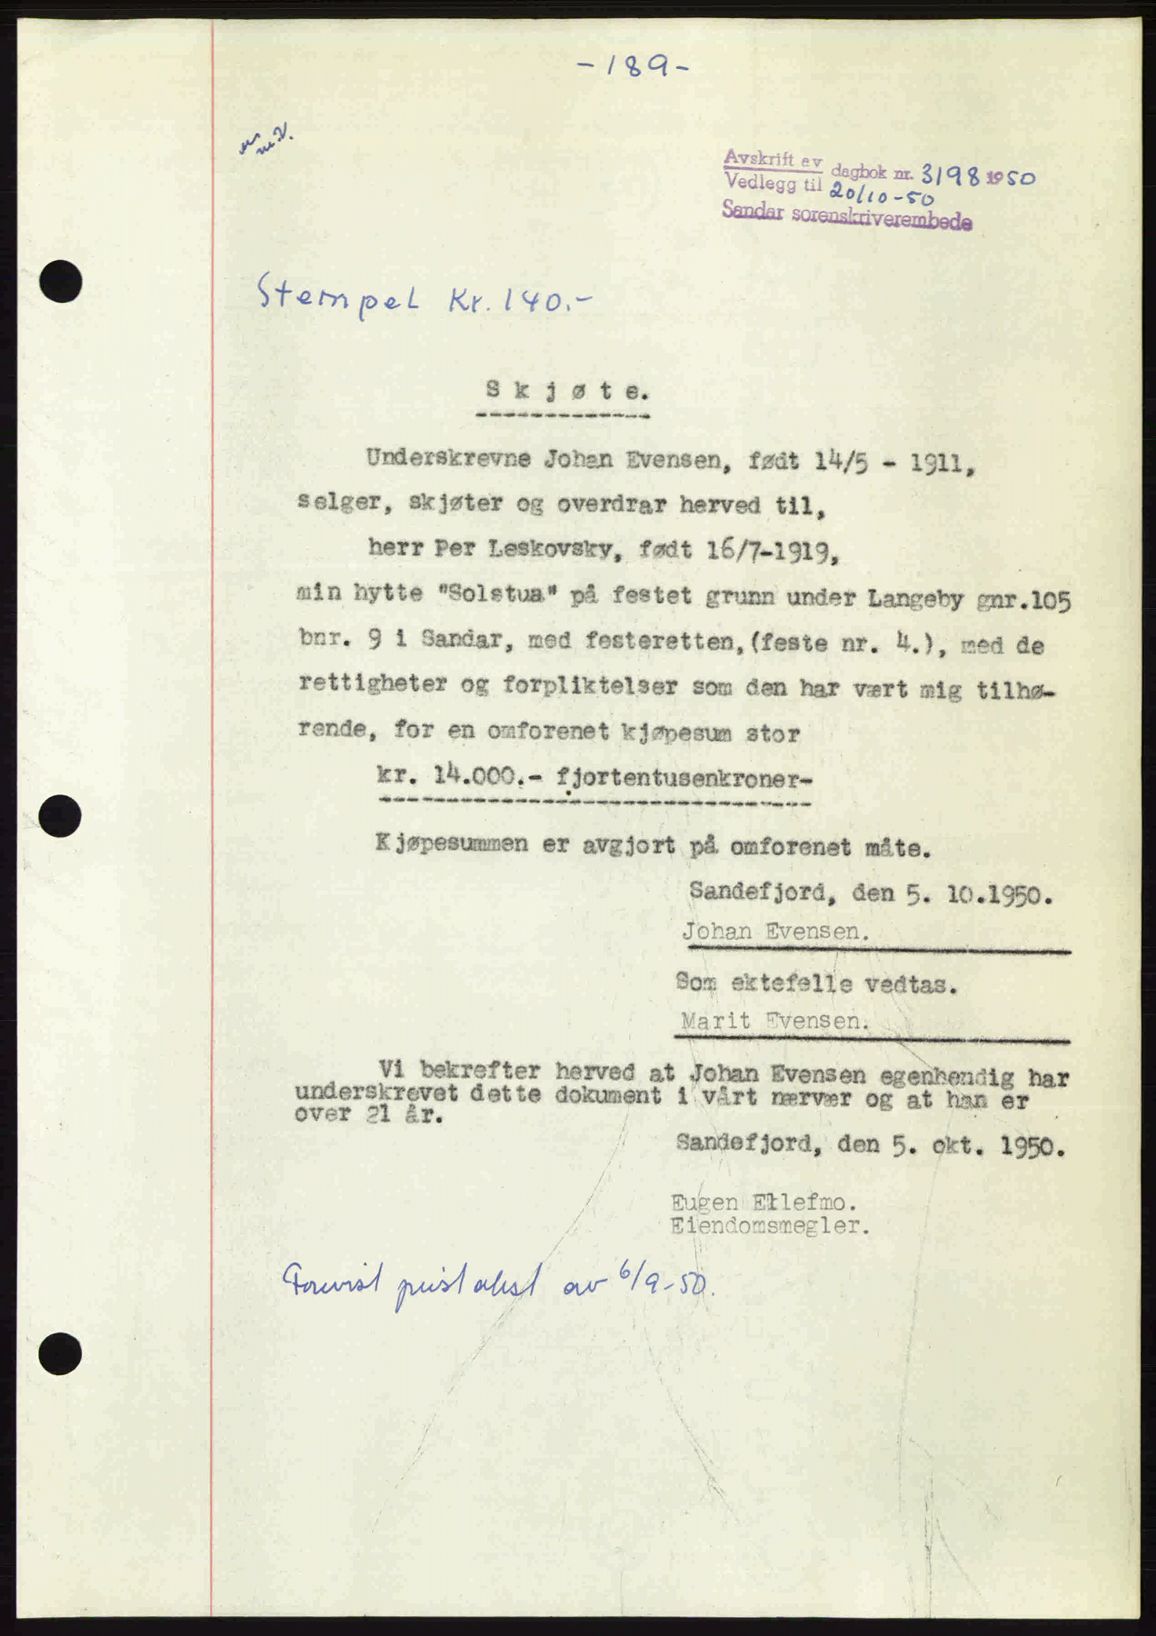 - 189 -
Avskrift av
Vedlegg til
dagbok nr. 3198 1950
20/10-50
Sandar sorenskriverembede
Stempel Kr. 140.-
Skjøte.
Underskrevne Johan Evensen, født 14/5 - 1911,
selger, skjøter og overdrar herved til,
herr Per Leskovsky, født 16/7-1919,
min hytte "Solstua" på festet grunn under Langeby gnr.105
bnr. 9 i Sandar, med festeretten,(feste nr. 4.), med de
rettigheter og forpliktelser som den har vært mig tilhø-
rende, for en omforenet kjøpesum stor
kr. 14.000.- fjortentusenkroner-
Kjøpesummen er avgjort på omforenet måte.
Sandefjord, den 5. 10.1950.
Johan Evensen.
Som ektefelle vedtas.
Marit Evensen.
Vi bekrefter herved at Johan Evensen egenhendig har
underskrevet dette dokument i vårt nærvær og at han er
over 21 år.
Sandefjord, den 5. okt. 1950.
Eugen Ellefmo.
Eiendomsmegler.
av 6/9-50.